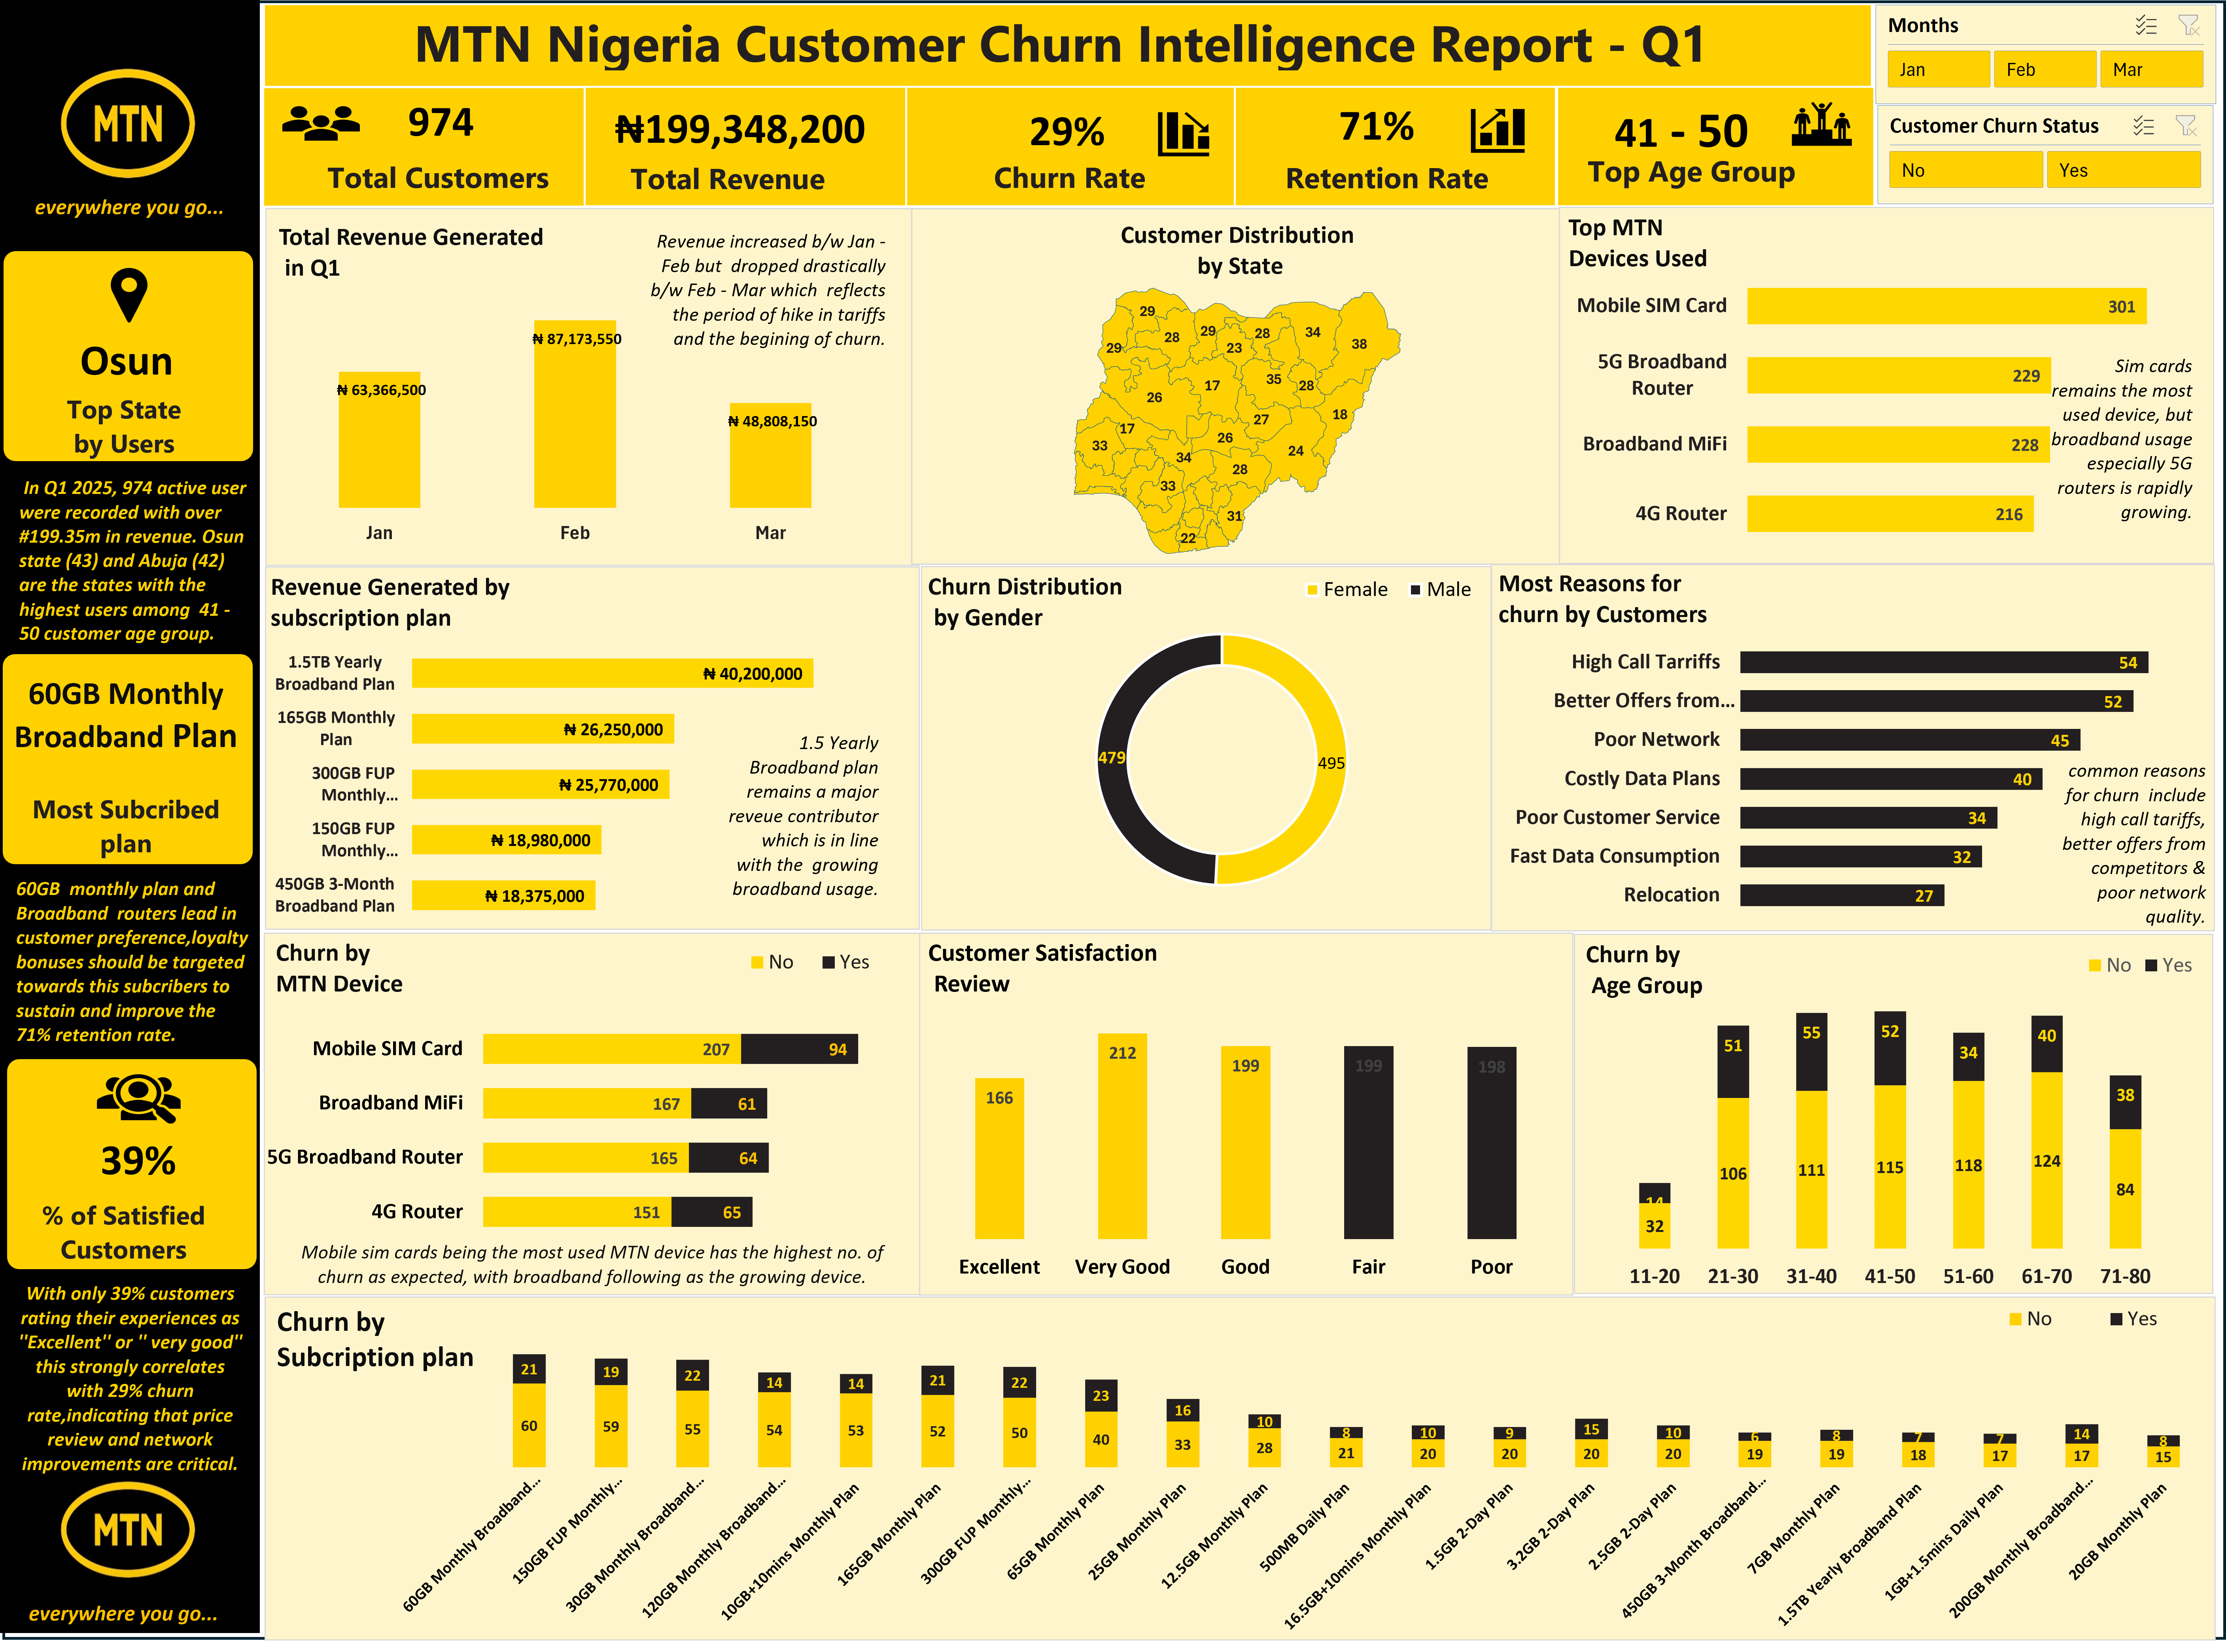 MTN
everywhere you go...
Osun
Top State
by Users
In Q1 2025, 974 active user
were recorded with over
#199.35m in revenue. Osun
state (43) and Abuja (42)
are the states with the
highest users among 41 -
50 customer age group.
60GB Monthly
Broadband Plan
Most Subcribed
plan
60GB monthly plan and
Broadband routers lead in
customer preference,loyalty
bonuses should be targeted
towards this subcribers to
sustain and improve the
71% retention rate.
39%
% of Satisfied
Customers
With only 39% customers
rating their experiences as
"Excellent" or " very good"
this strongly correlates
with 29% churn
rate,indicating that price
review and network
improvements are critical.
MTN
everywhere you go...
MTN Nigeria Customer Churn Intelligence Report - Q1
974
Total Customers
₦199,348,200
Total Revenue
29%
Churn Rate
71%
Retention Rate
41 - 50
Top Age Group
Months
Jan
Feb
Mar
Customer Churn Status
No
Yes
Total Revenue Generated
in Q1
Revenue increased b/w Jan -
Feb but dropped drastically
b/w Feb - Mar which reflects
the period of hike in tariffs
and the begining of churn.
₦ 63,366,500
₦ 87,173,550
₦ 48,808,150
Jan
Feb
Mar
Customer Distribution
by State
29
28
29
29
23
28
34
38
26
17
35
28
18
27
17
33
26
34
24
28
33
31
22
Top MTN
Devices Used
Mobile SIM Card
301
5G Broadband
Router
229
Broadband MiFi
228
4G Router
216
Sim cards
remains the most
used device, but
broadband usage
especially 5G
routers is rapidly
growing.
Revenue Generated by
subscription plan
1.5TB Yearly
Broadband Plan
₦ 40,200,000
165GB Monthly
Plan
₦ 26,250,000
300GB FUP
Monthly...
₦ 25,770,000
150GB FUP
Monthly...
₦ 18,980,000
450GB 3-Month
Broadband Plan
₦ 18,375,000
1.5 Yearly
Broadband plan
remains a major
reveue contributor
which is in line
with the growing
broadband usage.
Churn Distribution
by Gender
Female
Male
479
495
Most Reasons for
churn by Customers
High Call Tarriffs
54
Better Offers from...
52
Poor Network
45
Costly Data Plans
40
Poor Customer Service
34
Fast Data Consumption
32
Relocation
27
common reasons
for churn include
high call tariffs,
better offers from
competitors &
poor network
quality.
Churn by
MTN Device
No
Yes
Mobile SIM Card
207
94
Broadband MiFi
167
61
5G Broadband Router
165
64
4G Router
151
65
Mobile sim cards being the most used MTN device has the highest no. of
churn as expected, with broadband following as the growing device.
Customer Satisfaction
Review
166
212
199
199
198
Excellent
Very Good
Good
Fair
Poor
Churn by
Age Group
No
Yes
14
51
55
52
34
40
38
32
106
111
115
118
124
84
11-20
21-30
31-40
41-50
51-60
61-70
71-80
Churn by
Subcription plan
No
Yes
21
19
22
14
14
21
22
23
16
10
8
10
9
15
10
6
8
7
7
14
8
60
59
55
54
53
52
50
40
33
28
21
20
20
20
20
19
19
18
17
17
15
60GB Monthly Broadband...
150GB FUP Monthly...
30GB Monthly Broadband...
120GB Monthly Broadband...
10GB+10mins Monthly Plan
165GB Monthly Plan
300GB FUP Monthly...
65GB Monthly Plan
25GB Monthly Plan
12.5GB Monthly Plan
500MB Daily Plan
16.5GB+10mins Monthly Plan
1.5GB 2-Day Plan
3.2GB 2-Day Plan
2.5GB 2-Day Plan
450GB 3-Month Broadband...
7GB Monthly Plan
1.5TB Yearly Broadband Plan
1GB+1.5mins Daily Plan
200GB Monthly Broadband...
20GB Monthly Plan